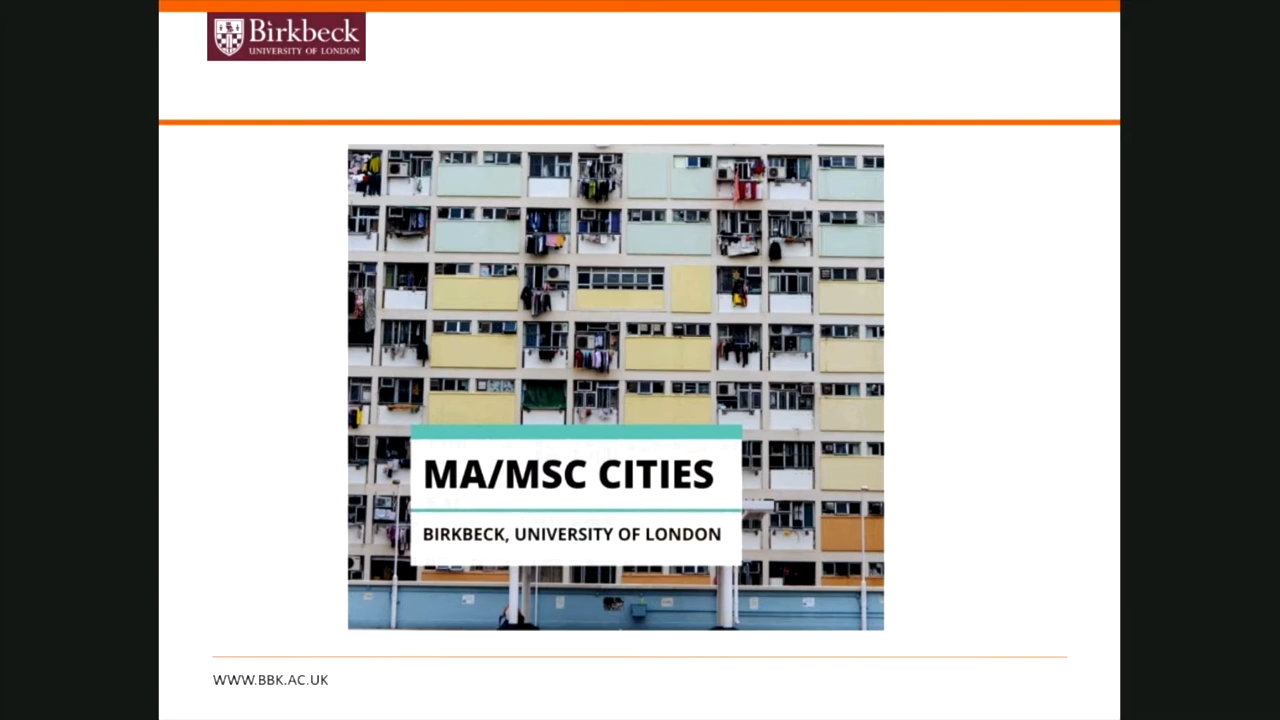 Birkbeck
UNIVERSITY OF LONDON
MA/MSC CITIES
BIRKBECK, UNIVERSITY OF LONDON
WWW.BBK.AC.UK